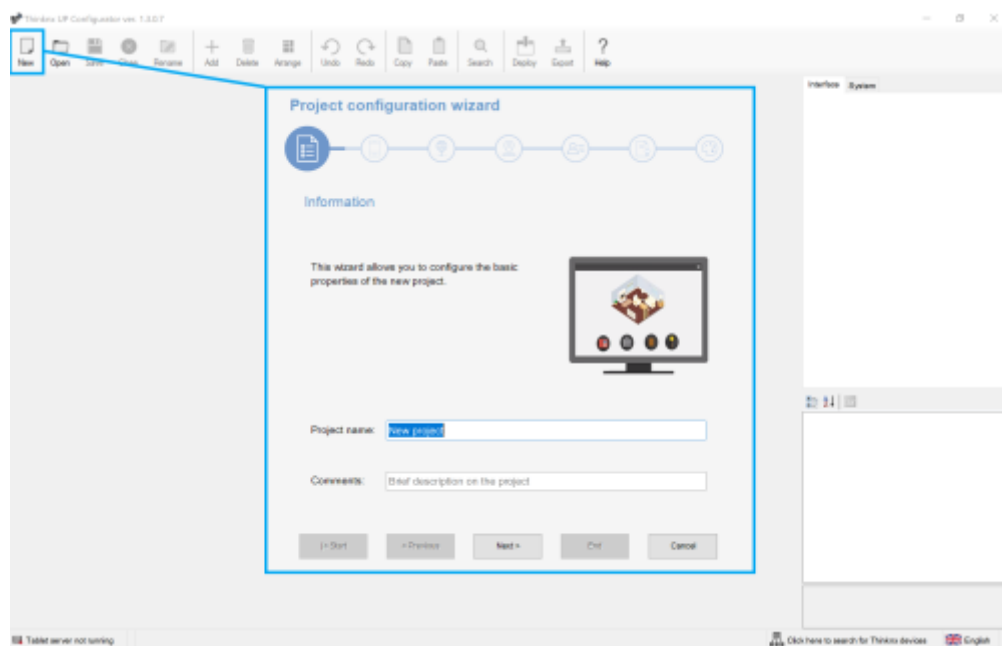 Thinknx UP Configurator ver. 1.3.0.7
New Open Save Close Rename Add Delete Arrange Undo Redo Copy Paste Search Deploy Export Help
Interface System
Project configuration wizard
Information
This wizard allows you to configure the basic
properties of the new project.
Project name: New project
Comments: Brief description on the project
|< Start < Previous Next > End Cancel
Tablet server not running
Click here to search for Thinknx devices English